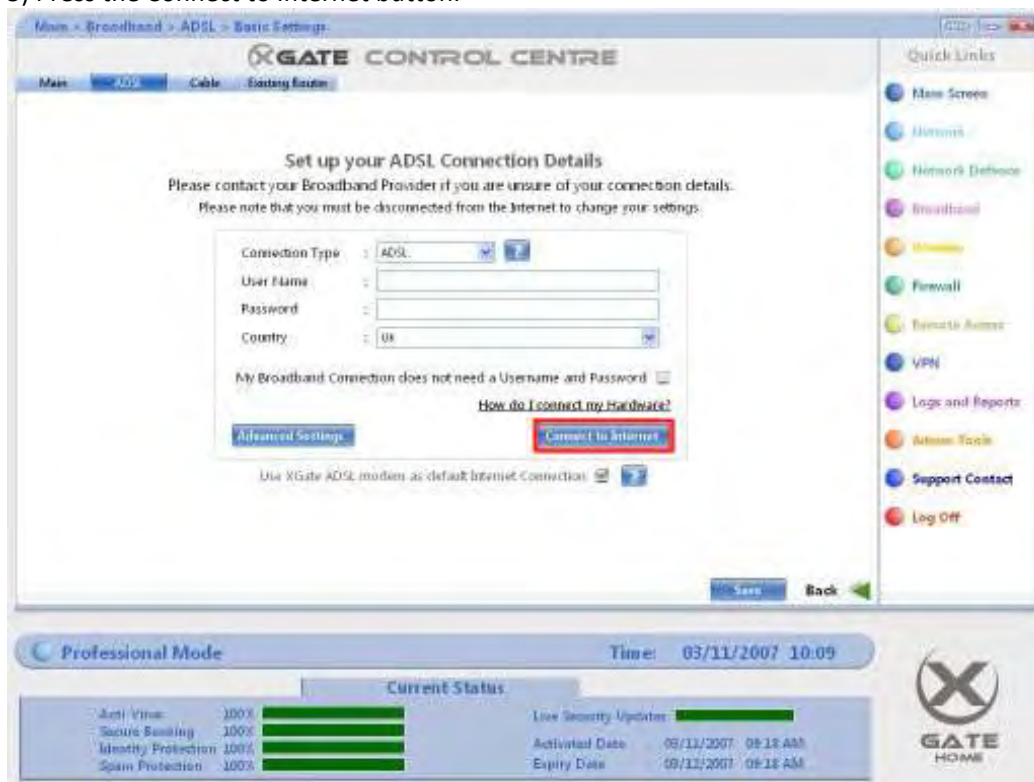 Press the Connect to Internet button.
Main > Broadband > ADSL > Basic Settings
XGATE CONTROL CENTRE
Main ADSL Cable Existing Router
Set up your ADSL Connection Details
Please contact your Broadband Provider if you are unsure of your connection details.
Please note that you must be disconnected from the Internet to change your settings
Connection Type : ADSL
User Name :
Password :
Country : UK
My Broadband Connection does not need a Username and Password
How do I connect my Hardware?
Advanced Settings Connect to Internet
Use XGate ADSL modem as default Internet Connection
Save Back
Quick Links
Main Screen
Network
Network Defence
Broadband
Wireless
Firewall
Remote Access
VPN
Logs and Reports
Admin Tools
Support Contact
Log Off
Professional Mode Time: 03/11/2007 10:09
Current Status
Anti Virus 100%
Secure Banking 100%
Identity Protection 100%
Spam Protection 100%
Live Security Updates
Activated Date 09:18 AM
Expiry Date 09:18 AM
X
GATE
HOME